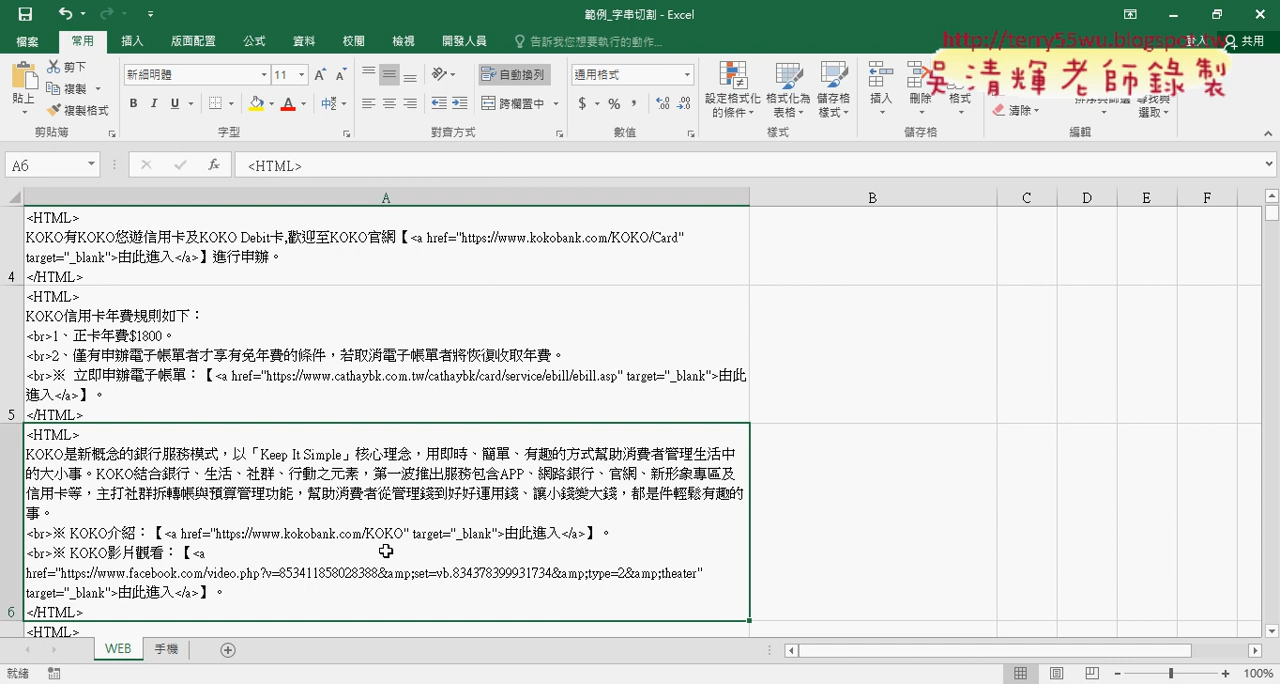 範例_字串切割 - Excel
檔案 常用 插入 版面配置 公式 資料 校閱 檢視 開發人員 告訴我您想要執行的動作... 登入 共用
http://terry55wu.blogspot.tw
吳清輝老師錄製
貼上 剪下 複製 複製格式 剪貼簿
新細明體 11 B I U A 中 字型
自動換列 跨欄置中 對齊方式
通用格式 $ % , 數值
設定格式化的條件 格式化為表格 儲存格樣式 樣式
插入 刪除 格式 儲存格
清除 選取 編輯
A6 fx <HTML>
A B C D E F
<HTML>
KOKO有KOKO您遊信用卡及KOKO Debit卡,歡迎至KOKO官網【<a href="https://www.kokobank.com/KOKO/Card"
target="_blank">由此進入</a>】進行申辦。
4 </HTML>
<HTML>
KOKO信用卡年費規則如下：
<br>1、正卡年費$1800。
<br>2、僅有申辦電子帳單者才享有免年費的條件，若取消電子帳單者將恢復收取年費。
<br>※ 立即申辦電子帳單：【<a href="https://www.cathaybk.com.tw/cathaybk/card/service/ebill/ebill.asp" target="_blank">由此
進入</a>】。
5 </HTML>
<HTML>
KOKO是新概念的銀行服務模式，以「Keep It Simple」核心理念，用即時、簡單、有趣的方式幫助消費者管理生活中
的大小事。KOKO結合銀行、生活、社群、行動之元素，第一波推出服務包含APP、網路銀行、官網、新形象專區及
信用卡等，主打社群拆轉帳與預算管理功能，幫助消費者從管理錢到好好運用錢、讓小錢變大錢，都是件輕鬆有趣的
事。
<br>※ KOKO介紹：【<a href="https://www.kokobank.com/KOKO" target="_blank">由此進入</a>】。
<br>※ KOKO影片觀看：【<a
href="https://www.facebook.com/video.php?v=853411858028388&amp;set=vb.834378399931734&amp;type=2&amp;theater"
target="_blank">由此進入</a>】。
6 </HTML>
<HTML>
WEB 手機
就緒 100%